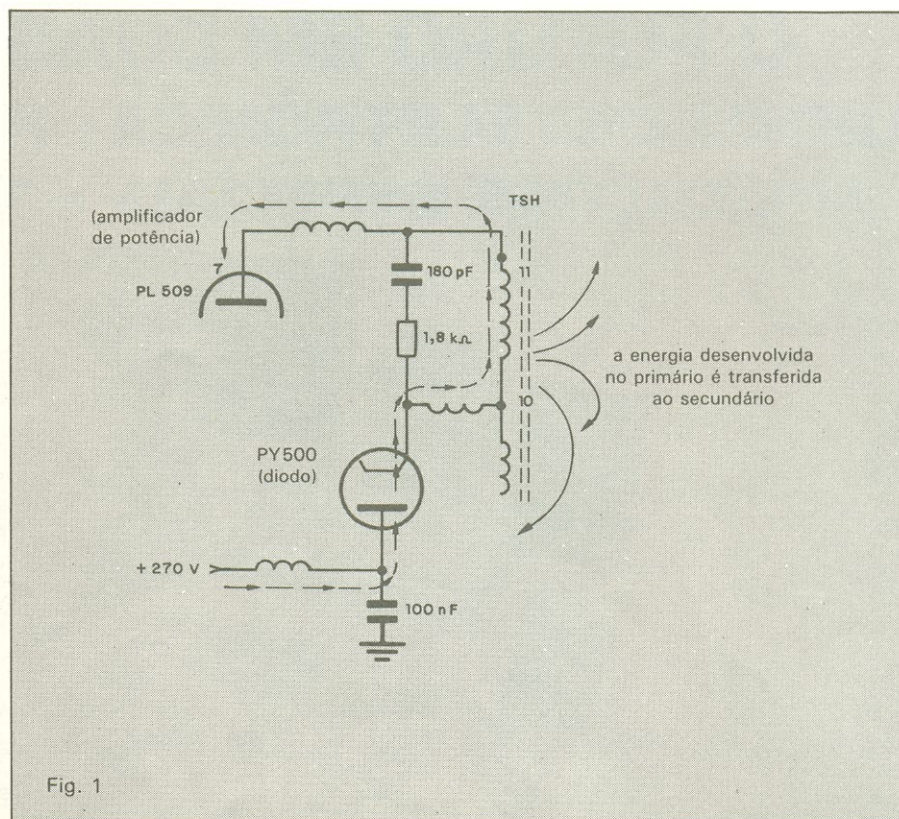 TSH
(amplificador
de potência)
7
PL 509
180 pF
11
1,8 kΩ
a energia desenvolvida
no primário é transferida
ao secundário
10
PY500
(diodo)
+ 270 V
100 nF
Fig. 1